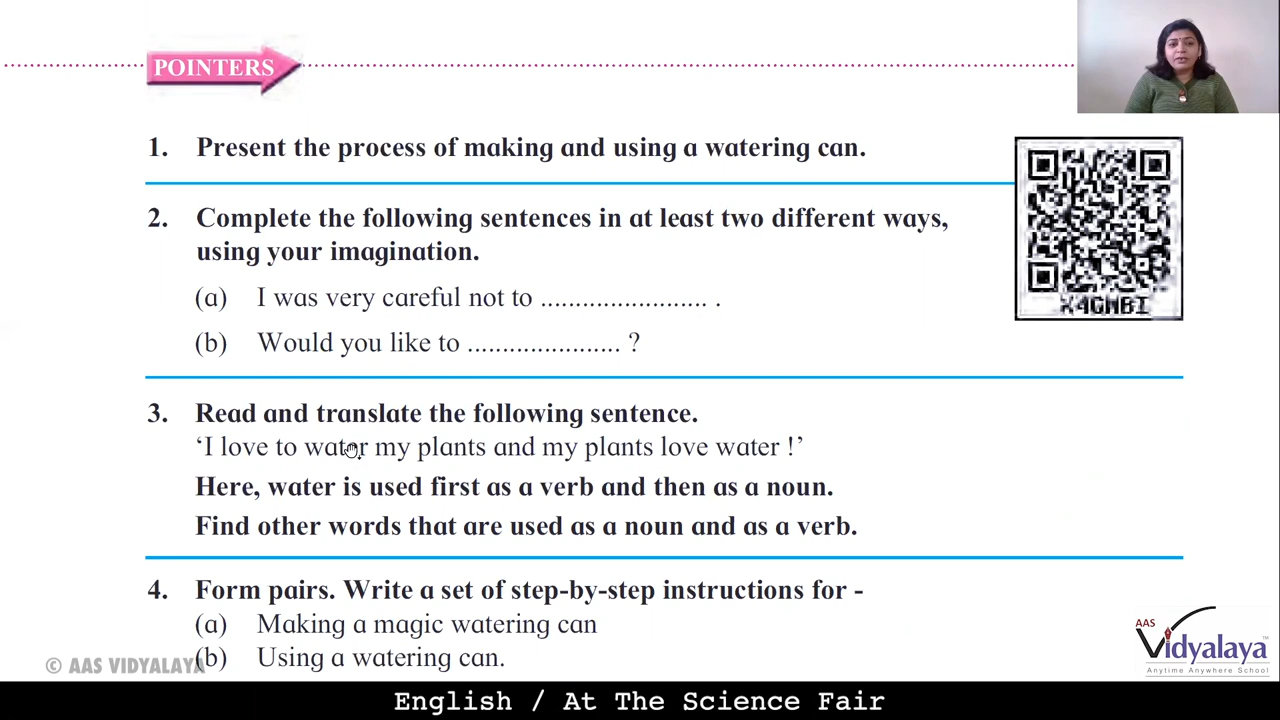 POINTERS
1. Present the process of making and using a watering can.
2. Complete the following sentences in at least two different ways,
using your imagination.
(a) I was very careful not to ........................ .
(b) Would you like to ...................... ?
3. Read and translate the following sentence.
‘I love to water my plants and my plants love water !’
Here, water is used first as a verb and then as a noun.
Find other words that are used as a noun and as a verb.
4. Form pairs. Write a set of step-by-step instructions for -
(a) Making a magic watering can
(b) Using a watering can.
© AAS VIDYALAYA
AAS
Vidyalaya
TM
Anytime Anywhere School
English / At The Science Fair